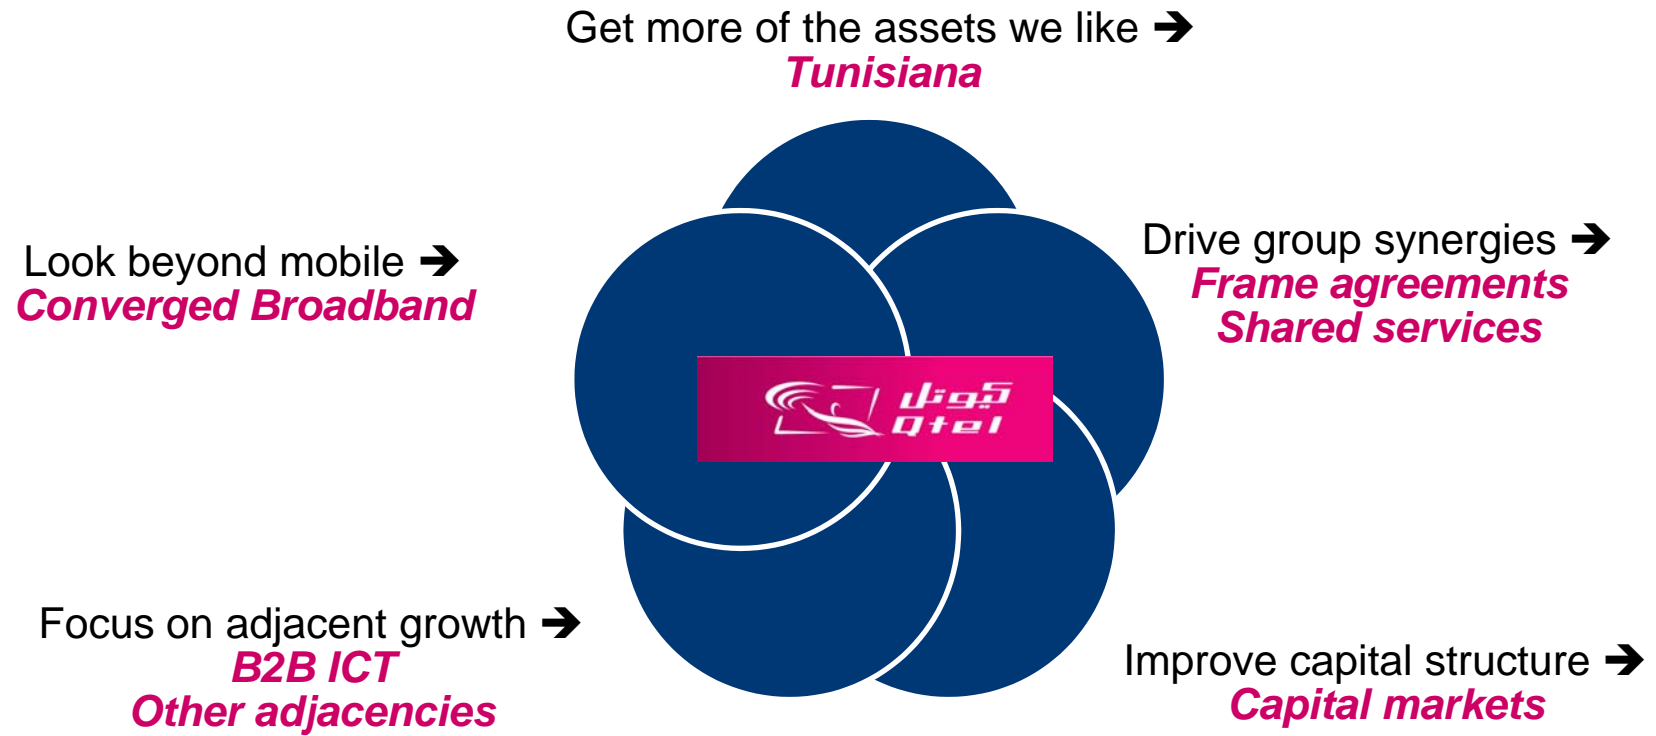 Get more of the assets we like ➔
Tunisiana
Look beyond mobile ➔
Converged Broadband
Drive group synergies ➔
Frame agreements
Shared services
كيوتل
Qtel
Focus on adjacent growth ➔
B2B ICT
Other adjacencies
Improve capital structure ➔
Capital markets